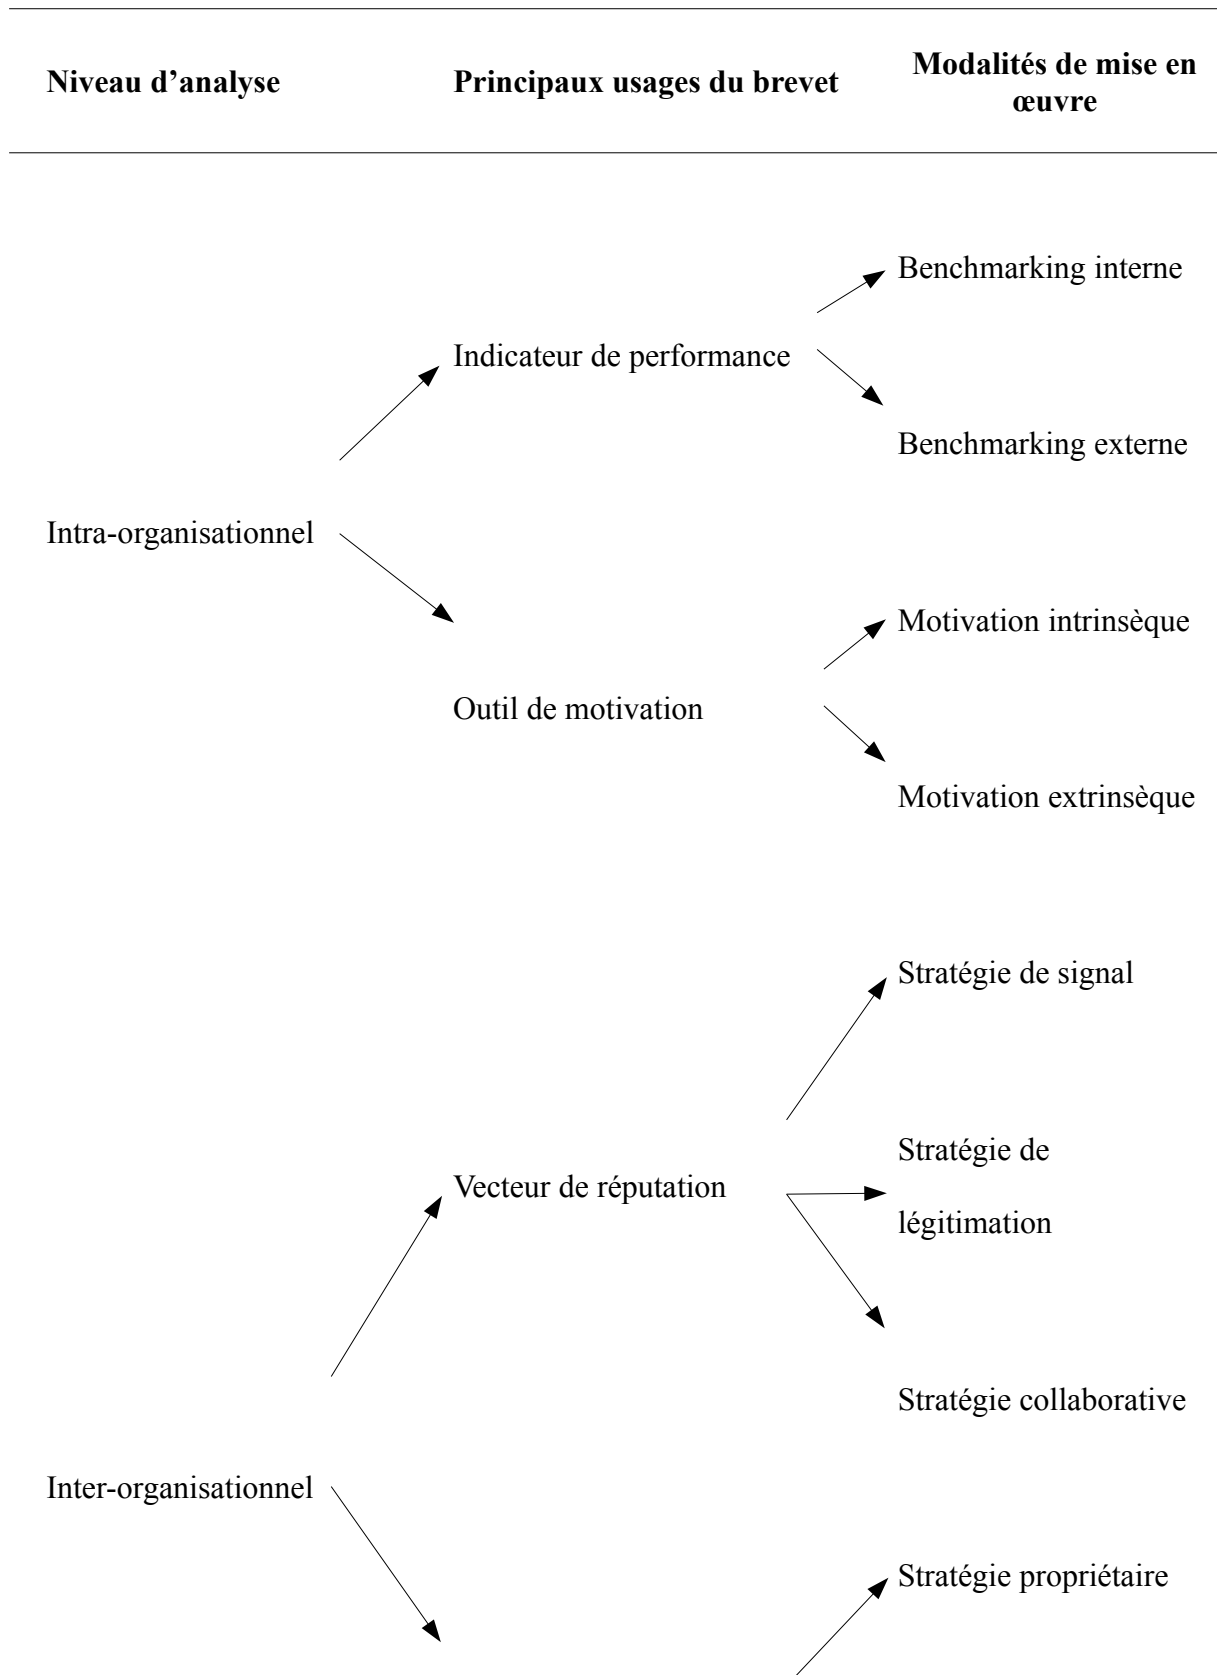 Niveau d’analyse
Principaux usages du brevet
Modalités de mise en
œuvre
Benchmarking interne
Indicateur de performance
Benchmarking externe
Intra-organisationnel
Motivation intrinsèque
Outil de motivation
Motivation extrinsèque
Stratégie de signal
Stratégie de
Vecteur de réputation
légitimation
Stratégie collaborative
Inter-organisationnel
Stratégie propriétaire